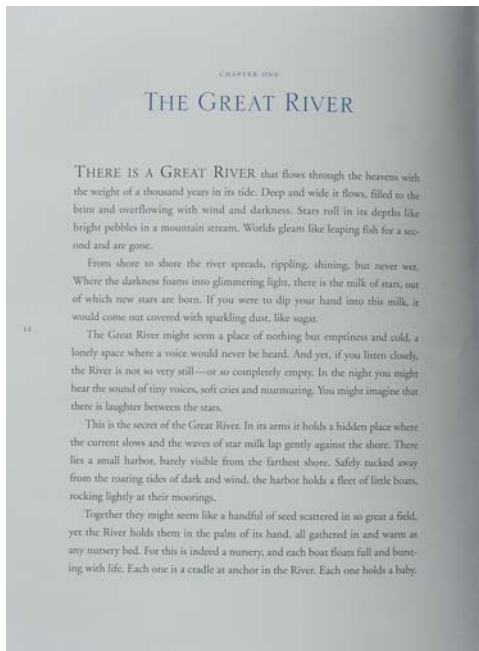 CHAPTER ONE
THE GREAT RIVER
THERE IS A GREAT RIVER that flows through the heavens with
the weight of a thousand years in its tide. Deep and wide it flows, filled to the
brim and overflowing with wind and darkness. Stars roll in its depths like
bright pebbles in a mountain stream. Worlds gleam like leaping fish for a sec-
ond and are gone.
From shore to shore the river spreads, rippling, shining, but never wet.
Where the darkness foams into glimmering light, there is the milk of stars, out
of which new stars are born. If you were to dip your hand into this milk, it
would come out covered with sparkling dust, like sugar.
The Great River might seem a place of nothing but emptiness and cold, a
lonely space where a voice would never be heard. And yet, if you listen closely,
the River is not so very still—or so completely empty. In the night you might
hear the sound of tiny voices, soft cries and murmuring. You might imagine that
there is laughter between the stars.
This is the secret of the Great River. In its arms it holds a hidden place where
the current slows and the waves of star milk lap gently against the shore. There
lies a small harbor, barely visible from the farthest shore. Safely tucked away
from the roaring tides of dark and wind, the harbor holds a fleet of little boats,
rocking lightly at their moorings.
Together they might seem like a handful of seed scattered in so great a field,
yet the River holds them in the palm of its hand, all gathered in and warm as
any nursery bed. For this is indeed a nursery, and each boat floats full and burst-
ing with life. Each one is a cradle at anchor in the River. Each one holds a baby.